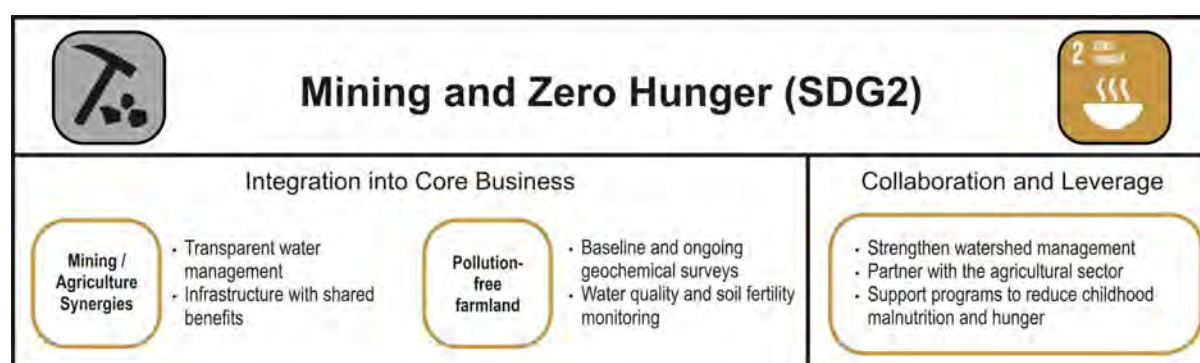 2
Mining and Zero Hunger (SDG2)
Integration into Core Business
Mining /
Agriculture
Synergies
· Transparent water
management
· Infrastructure with shared
benefits
Pollution-
free
farmland
· Baseline and ongoing
geochemical surveys
· Water quality and soil fertility
monitoring
Collaboration and Leverage
· Strengthen watershed management
· Partner with the agricultural sector
· Support programs to reduce childhood
malnutrition and hunger